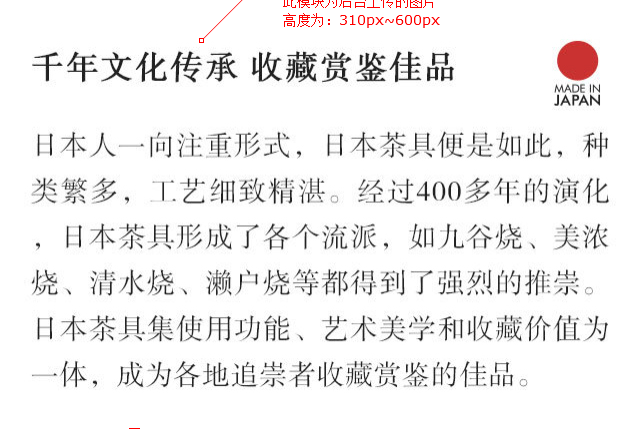 此模块为后台上传的图片
高度为：310px~600px
千年文化传承 收藏赏鉴佳品
MADE IN
JAPAN
日本人一向注重形式，日本茶具便是如此，种
类繁多，工艺细致精湛。经过400多年的演化
，日本茶具形成了各个流派，如九谷烧、美浓
烧、清水烧、濑户烧等都得到了强烈的推崇。
日本茶具集使用功能、艺术美学和收藏价值为
一体，成为各地追崇者收藏赏鉴的佳品。